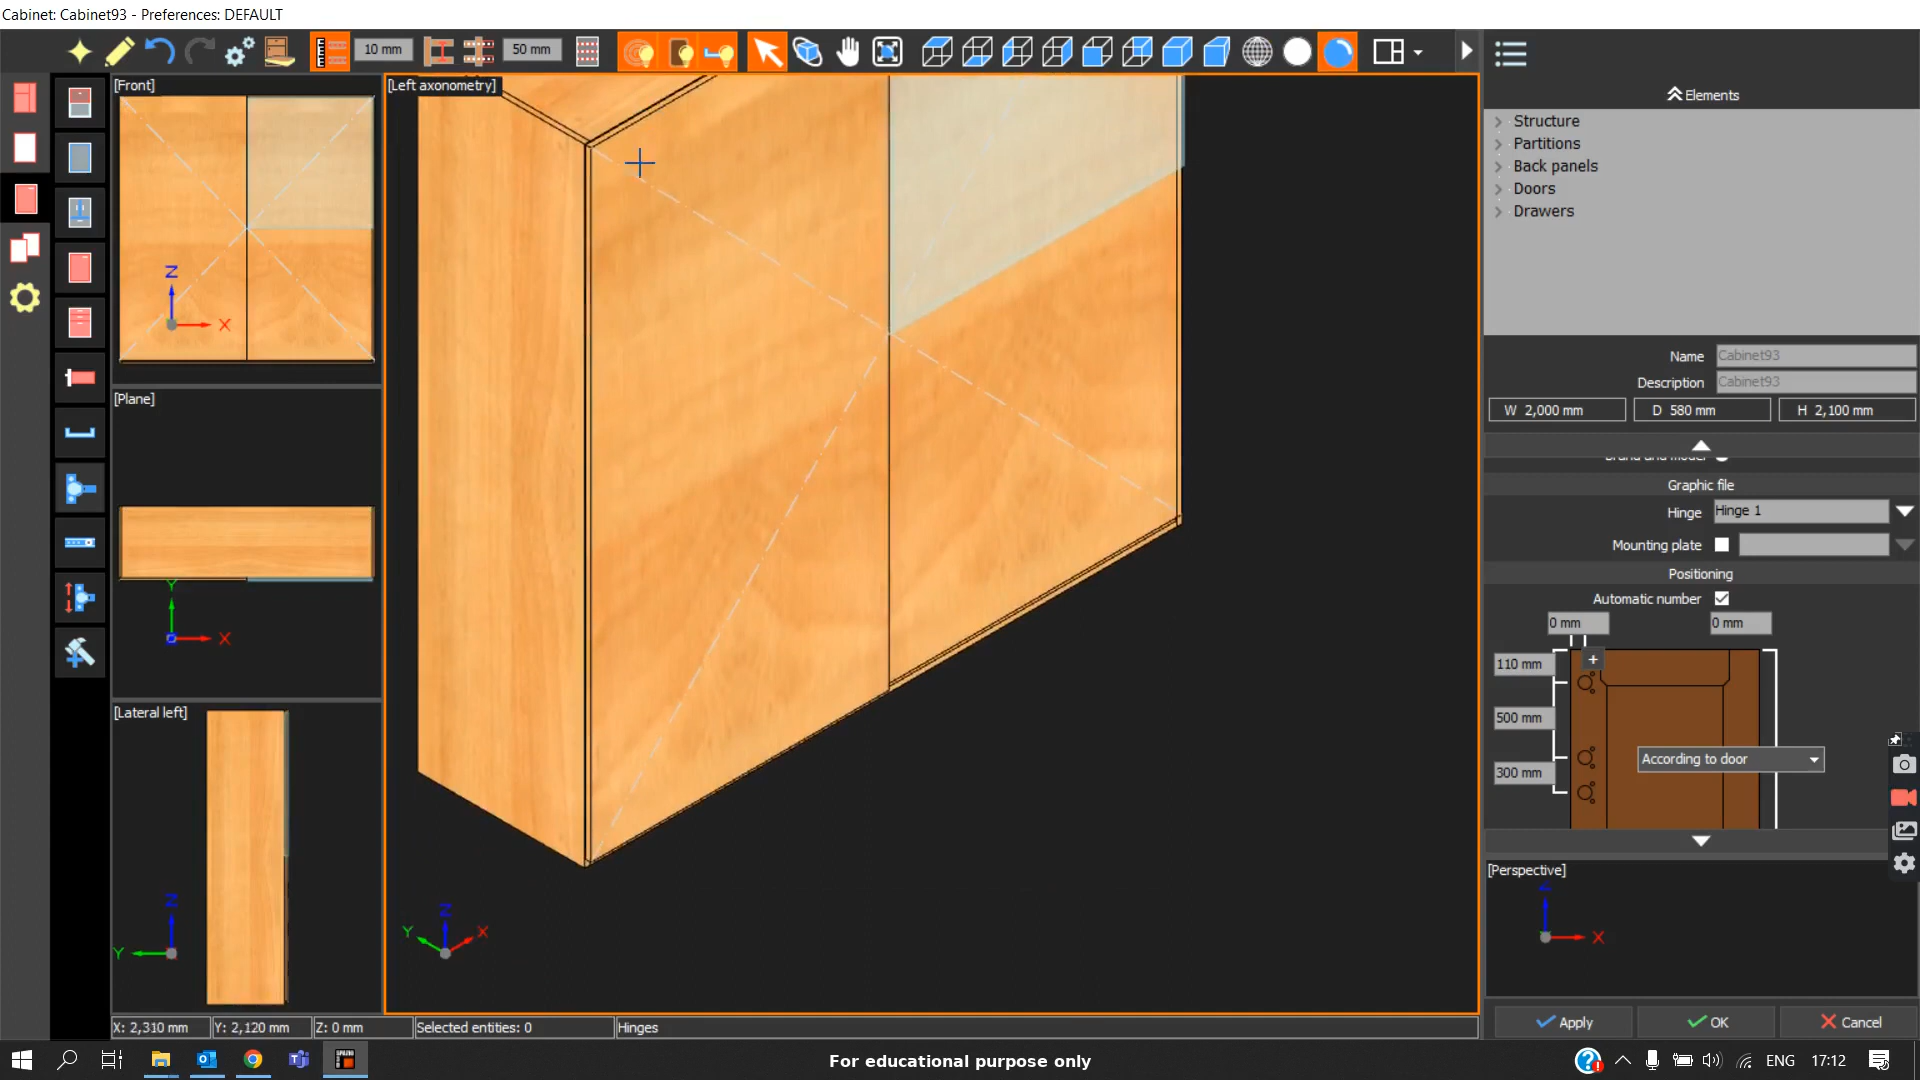 Cabinet: Cabinet93 - Preferences: DEFAULT
10 mm
50 mm
[Front]
Z
X
[Plane]
Y
X
[Lateral left]
Z
Y
[Left axonometry]
Z
Y
X
Elements
Structure
Partitions
Back panels
Doors
Drawers
Name Cabinet93
Description Cabinet93
W 2,000 mm
D 580 mm
H 2,100 mm
Brand and model
Graphic file
Hinge Hinge 1
Mounting plate
Positioning
Automatic number
0 mm
0 mm
110 mm
500 mm
300 mm
According to door
[Perspective]
Z
X
X: 2,310 mm
Y: 2,120 mm
Z: 0 mm
Selected entities: 0
Hinges
Apply
OK
Cancel
For educational purpose only
ENG
17:12